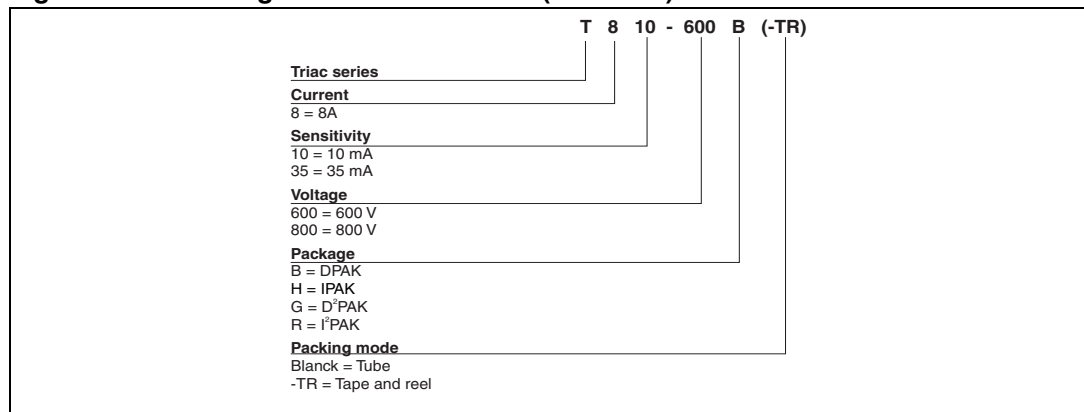 T 8 10 - 600 B (-TR)
Triac series
Current
8 = 8A
Sensitivity
10 = 10 mA
35 = 35 mA
Voltage
600 = 600 V
800 = 800 V
Package
B = DPAK
H = IPAK
G = D²PAK
R = I²PAK
Packing mode
Blanck = Tube
-TR = Tape and reel